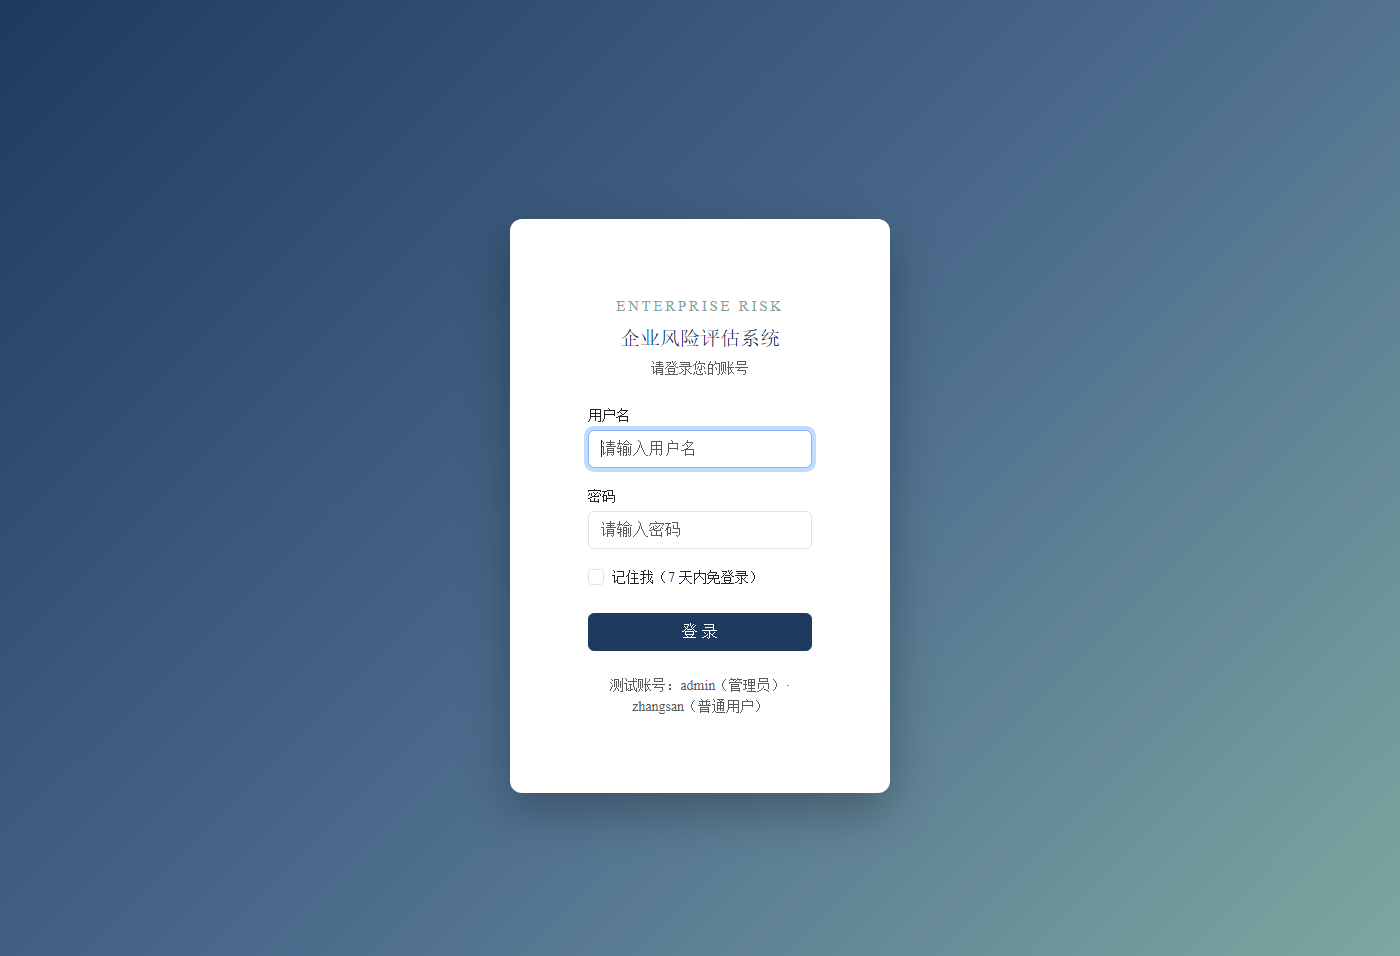 ENTERPRISE RISK
企业风险评估系统
请登录您的账号
用户名
请输入用户名
密码
请输入密码
记住我（7 天内免登录）
登 录
测试账号：admin（管理员）·
zhangsan（普通用户）